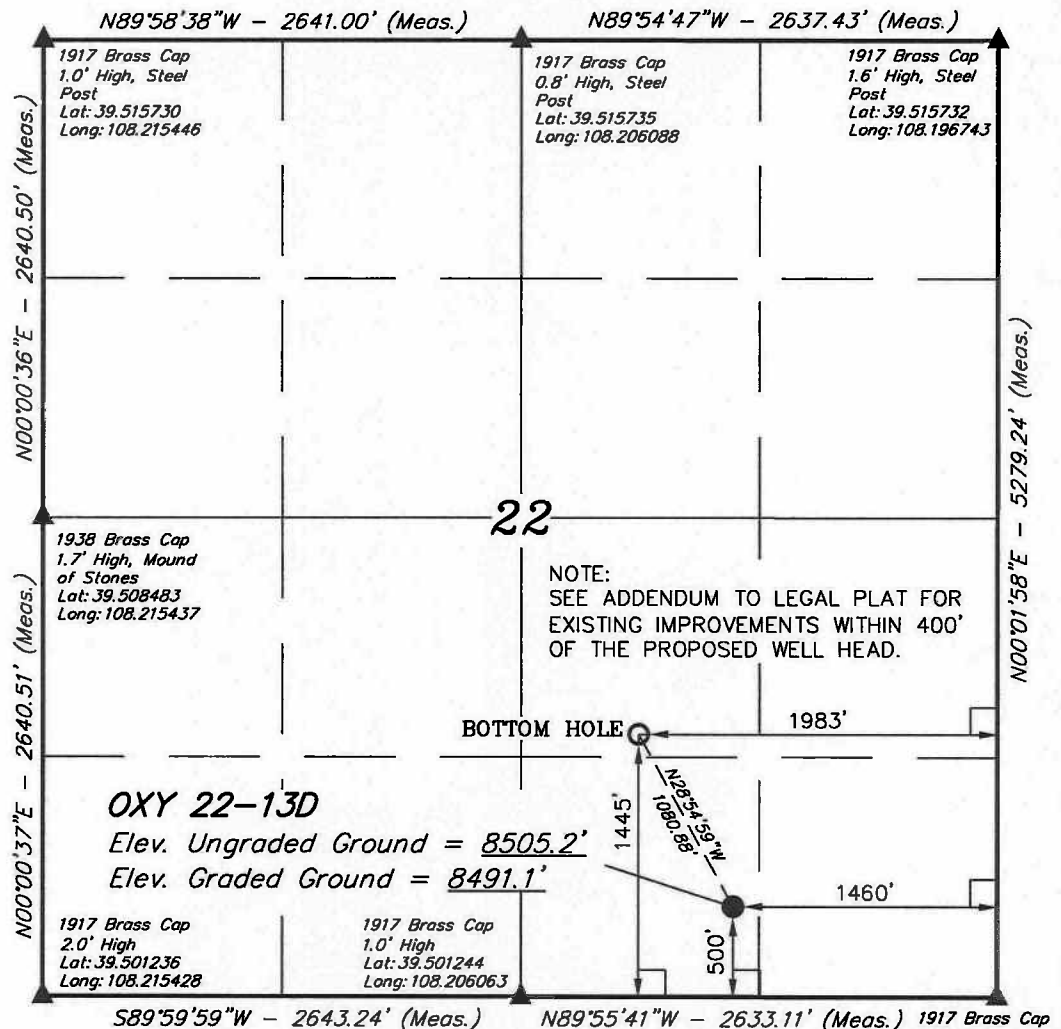 N89°58'38"W - 2641.00' (Meas.)
N89°54'47"W - 2637.43' (Meas.)
1917 Brass Cap
1.0' High, Steel
Post
Lat: 39.515730
Long: 108.215446
1917 Brass Cap
0.8' High, Steel
Post
Lat: 39.515735
Long: 108.206088
1917 Brass Cap
1.6' High, Steel
Post
Lat: 39.515732
Long: 108.196743
N00°00'36"E - 2640.50' (Meas.)
N00°01'58"E - 5279.24' (Meas.)
22
1938 Brass Cap
1.7' High, Mound
of Stones
Lat: 39.508483
Long: 108.215437
NOTE:
SEE ADDENDUM TO LEGAL PLAT FOR
EXISTING IMPROVEMENTS WITHIN 400'
OF THE PROPOSED WELL HEAD.
N00°00'37"E - 2640.51' (Meas.)
BOTTOM HOLE
1983'
1445'
N28°54'59"W
1080.88'
OXY 22-13D
Elev. Ungraded Ground = 8505.2'
Elev. Graded Ground = 8491.1'
1460'
500'
1917 Brass Cap
2.0' High
Lat: 39.501236
Long: 108.215428
1917 Brass Cap
1.0' High
Lat: 39.501244
Long: 108.206063
S89°59'59"W - 2643.24' (Meas.)
N89°55'41"W - 2633.11' (Meas.)
1917 Brass Cap